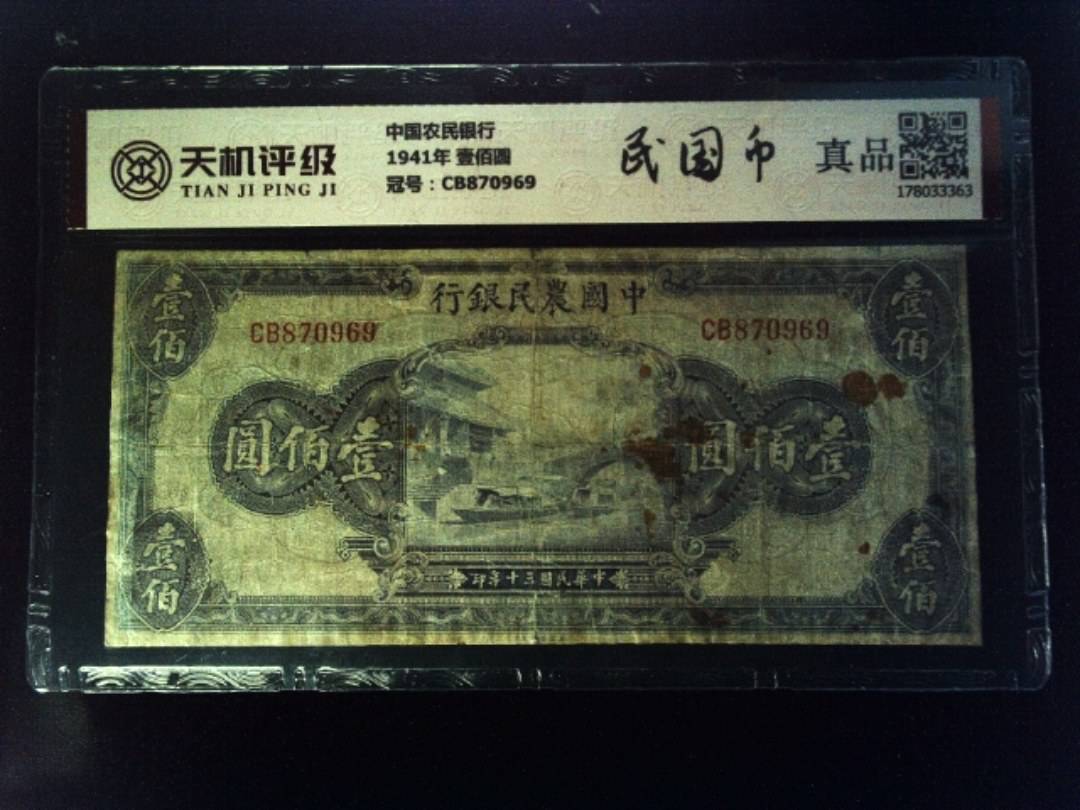 天机评级
TIAN JI PING JI
中国农民银行
1941年 壹佰圆
冠号：CB870969
民国币
真品
178033363
行銀民農國中
CB870969
CB870969
壹佰
壹佰
圓佰壹
圓佰壹
壹佰
壹佰
印年十三國民華中